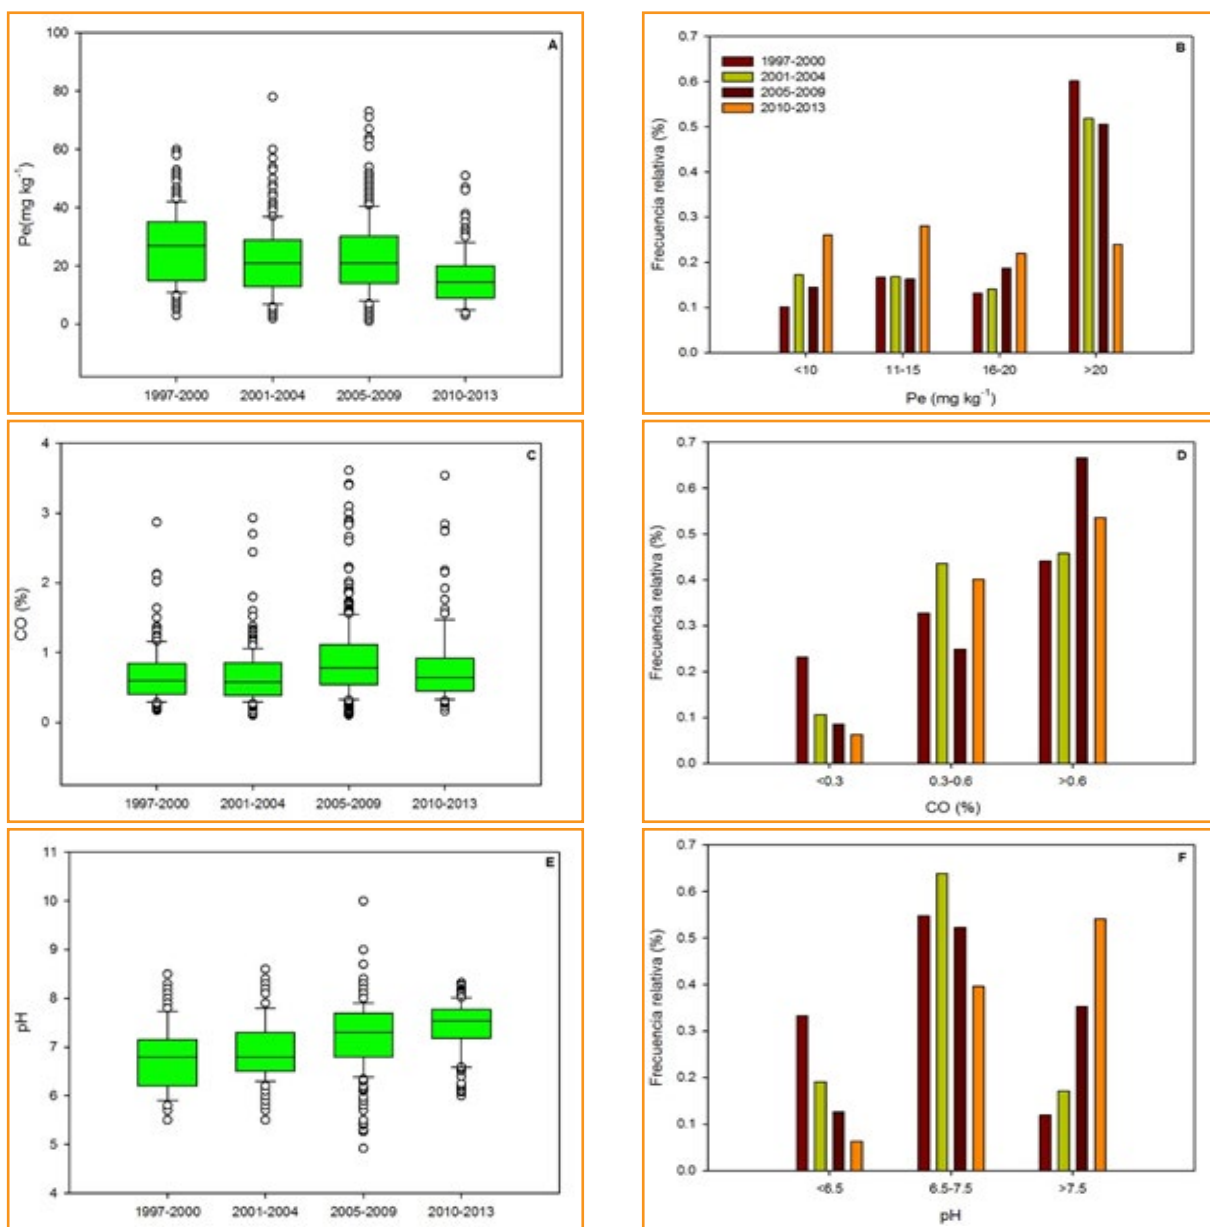 A
100
80
60
40
20
0
Pe(mg kg⁻¹)
1997-2000 2001-2004 2005-2009 2010-2013
B
0.7
0.6
0.5
0.4
0.3
0.2
0.1
0.0
Frecuencia relativa (%)
1997-2000
2001-2004
2005-2009
2010-2013
<10 11-15 16-20 >20
Pe (mg kg⁻¹)
C
4
3
2
1
0
CO (%)
1997-2000 2001-2004 2005-2009 2010-2013
D
0.7
0.6
0.5
0.4
0.3
0.2
0.1
0.0
Frecuencia relativa (%)
<0.3 0.3-0.6 >0.6
CO (%)
E
11
10
9
8
7
6
5
4
pH
1997-2000 2001-2004 2005-2009 2010-2013
F
0.7
0.6
0.5
0.4
0.3
0.2
0.1
0.0
Frecuencia relativa (%)
<6.5 6.5-7.5 >7.5
pH